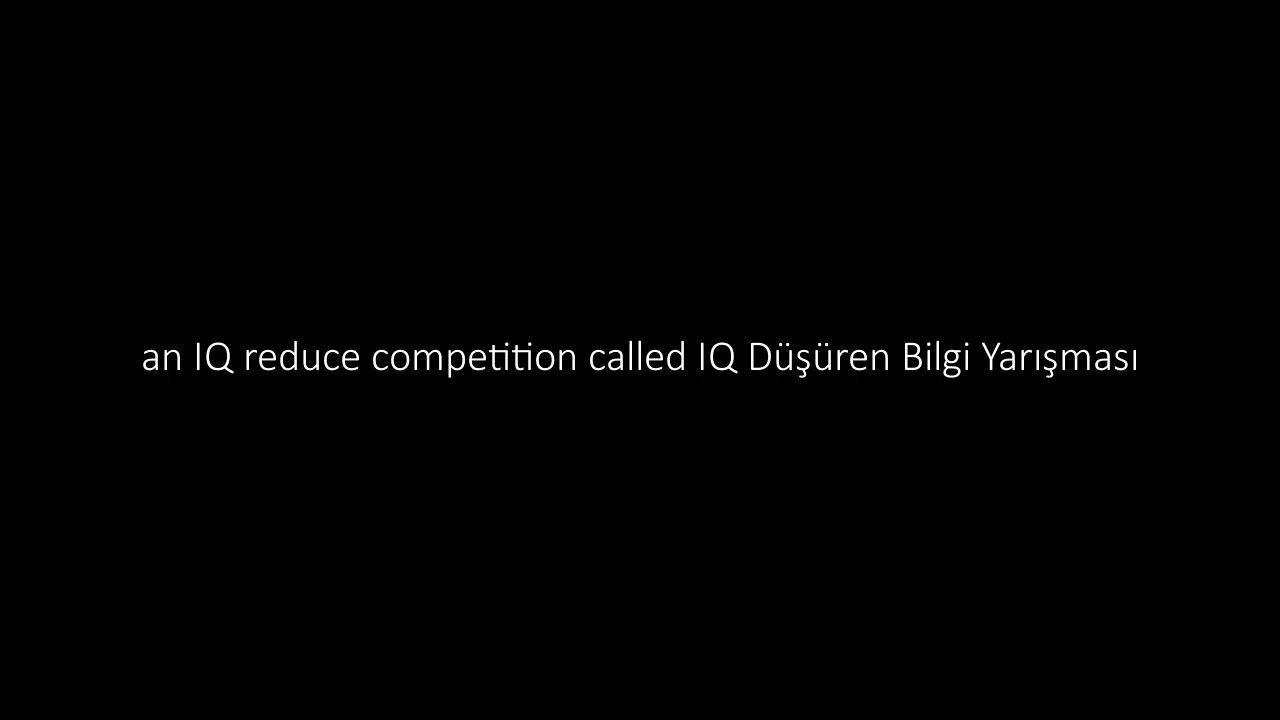 an IQ reduce competition called IQ Düşüren Bilgi Yarışması